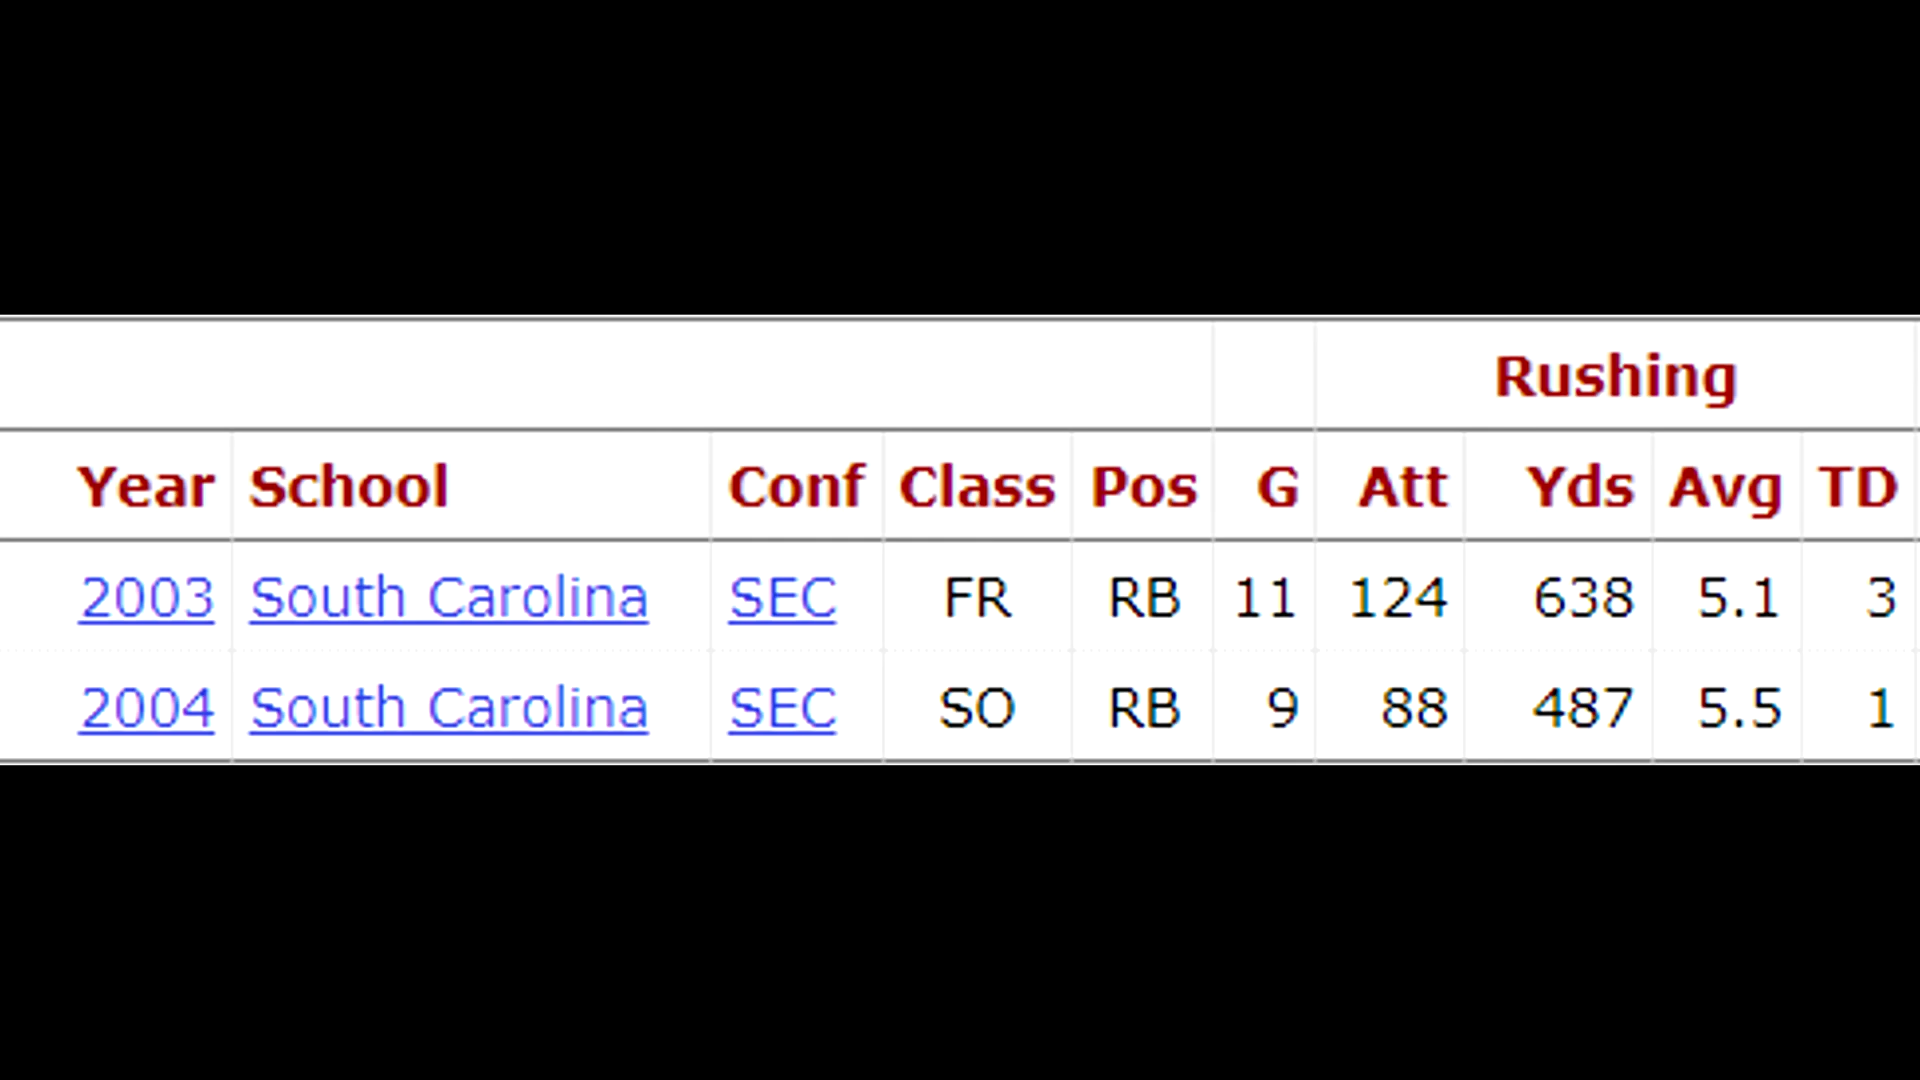 Rushing
Year School Conf Class Pos G Att Yds Avg TD
2003 South Carolina SEC FR RB 11 124 638 5.1 3
2004 South Carolina SEC SO RB 9 88 487 5.5 1